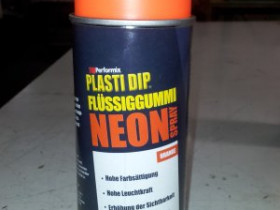 Performix
PLASTI DIP
FLÜSSIGGUMMI
NEON
SPRAY
• Hohe Farbsättigung
• Hohe Leuchtkraft
• Erhöhung der Sichtbarkeit